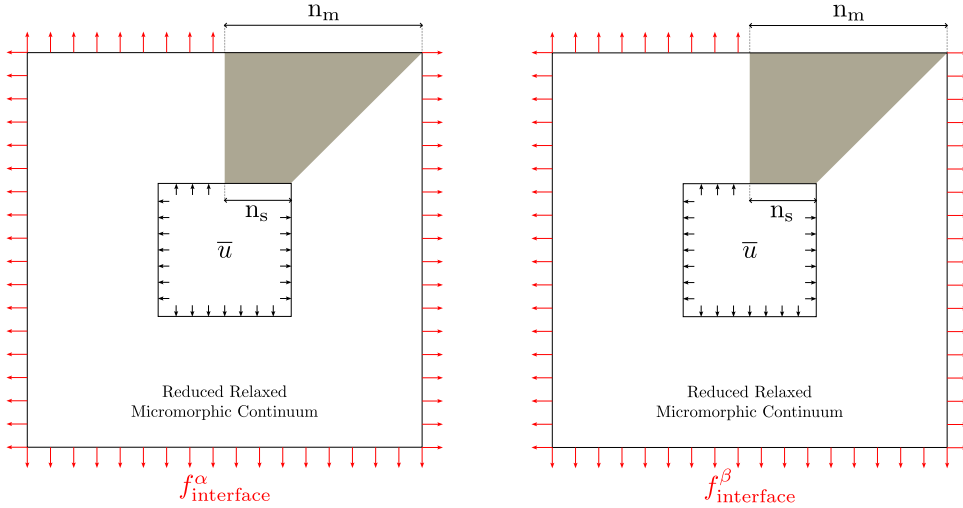 n_m
n_s
u̅
Reduced Relaxed
Micromorphic Continuum
f^α_interface
n_m
n_s
u̅
Reduced Relaxed
Micromorphic Continuum
f^β_interface